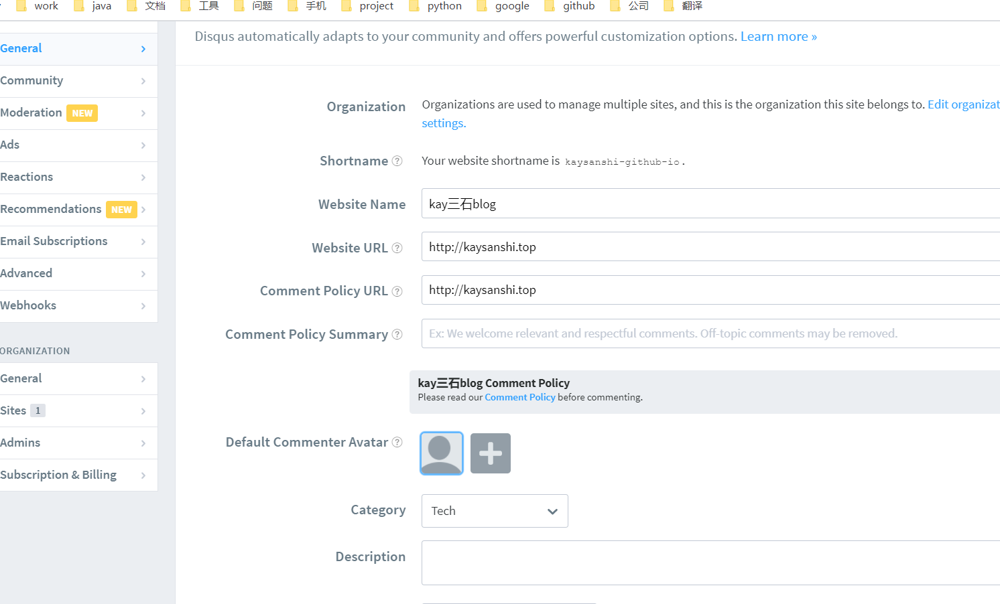 work java 文档 工具 问题 手机 project python google github 公司 翻译
Disqus automatically adapts to your community and offers powerful customization options. Learn more »
General
Community
Moderation NEW
Ads
Reactions
Recommendations NEW
Email Subscriptions
Advanced
Webhooks
ORGANIZATION
General
Sites 1
Admins
Subscription & Billing
Organization
Organizations are used to manage multiple sites, and this is the organization this site belongs to. Edit organizat
settings.
Shortname ?
Your website shortname is kaysanshi-github-io.
Website Name
kay三石blog
Website URL ?
http://kaysanshi.top
Comment Policy URL ?
http://kaysanshi.top
Comment Policy Summary ?
Ex: We welcome relevant and respectful comments. Off-topic comments may be removed.
kay三石blog Comment Policy
Please read our Comment Policy before commenting.
Default Commenter Avatar ?
Category
Tech
Description